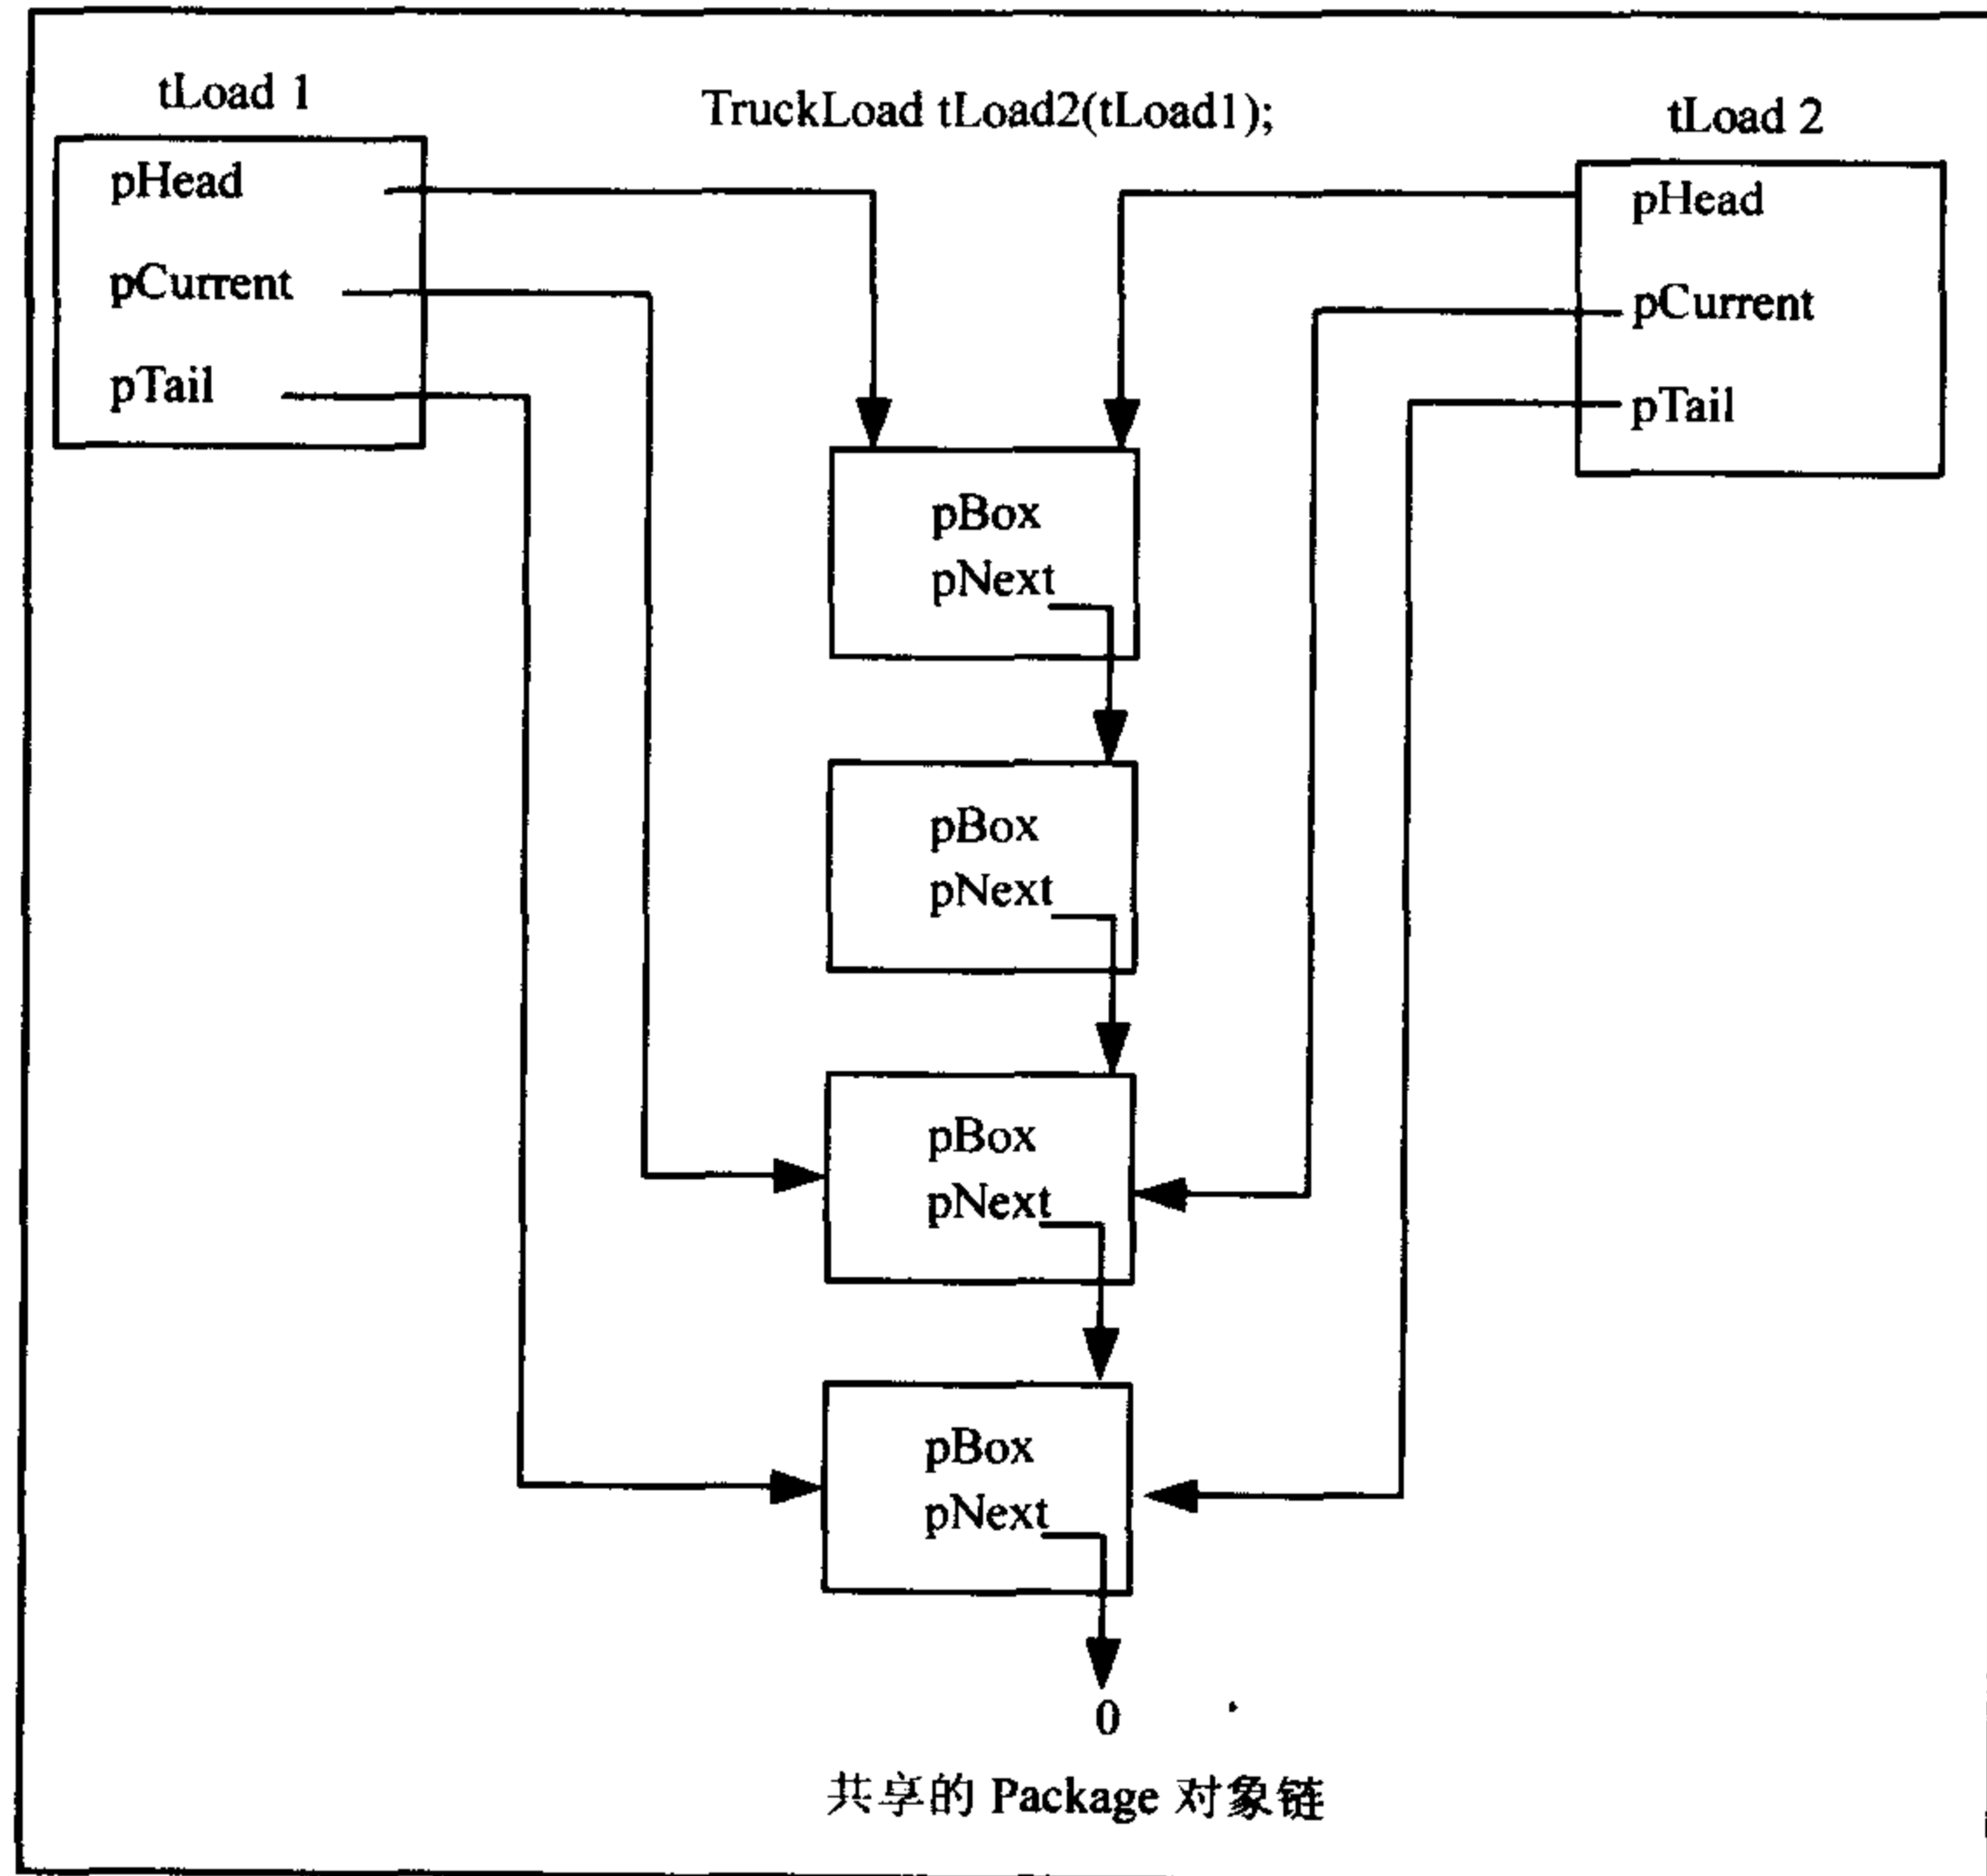 tLoad 1
TruckLoad tLoad2(tLoad1);
tLoad 2
pHead
pCurrent
pTail
pHead
pCurrent
pTail
pBox
pNext
pBox
pNext
pBox
pNext
pBox
pNext
0
共享的 Package 对象链